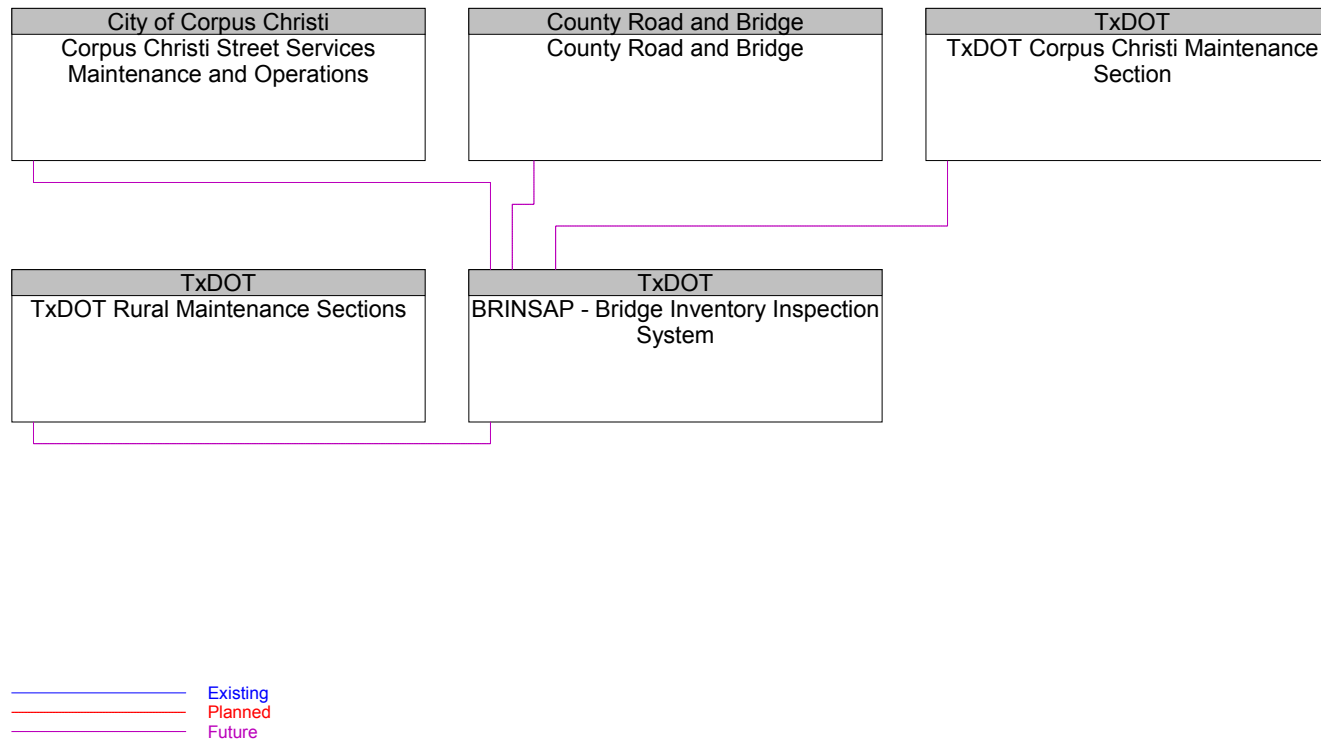 City of Corpus Christi
Corpus Christi Street Services
Maintenance and Operations
County Road and Bridge
County Road and Bridge
TxDOT
TxDOT Corpus Christi Maintenance
Section
TxDOT
TxDOT Rural Maintenance Sections
TxDOT
BRINSAP - Bridge Inventory Inspection
System
Existing
Planned
Future